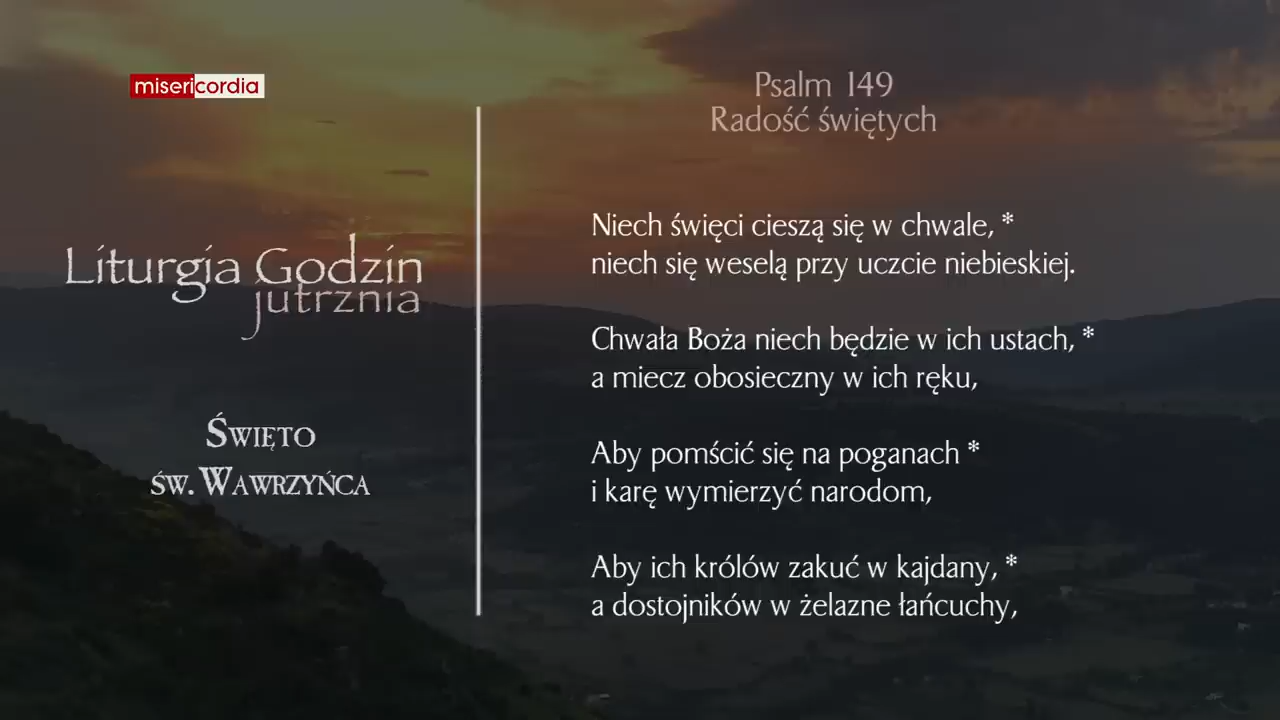 misericordia
Liturgia Godzin
jutrznia
Święto
św. Wawrzyńca
Psalm 149
Radość świętych
Niech święci cieszą się w chwale, *
niech się weselą przy uczcie niebieskiej.
Chwała Boża niech będzie w ich ustach, *
a miecz obosieczny w ich ręku,
Aby pomścić się na poganach *
i karę wymierzyć narodom,
Aby ich królów zakuć w kajdany, *
a dostojników w żelazne łańcuchy,